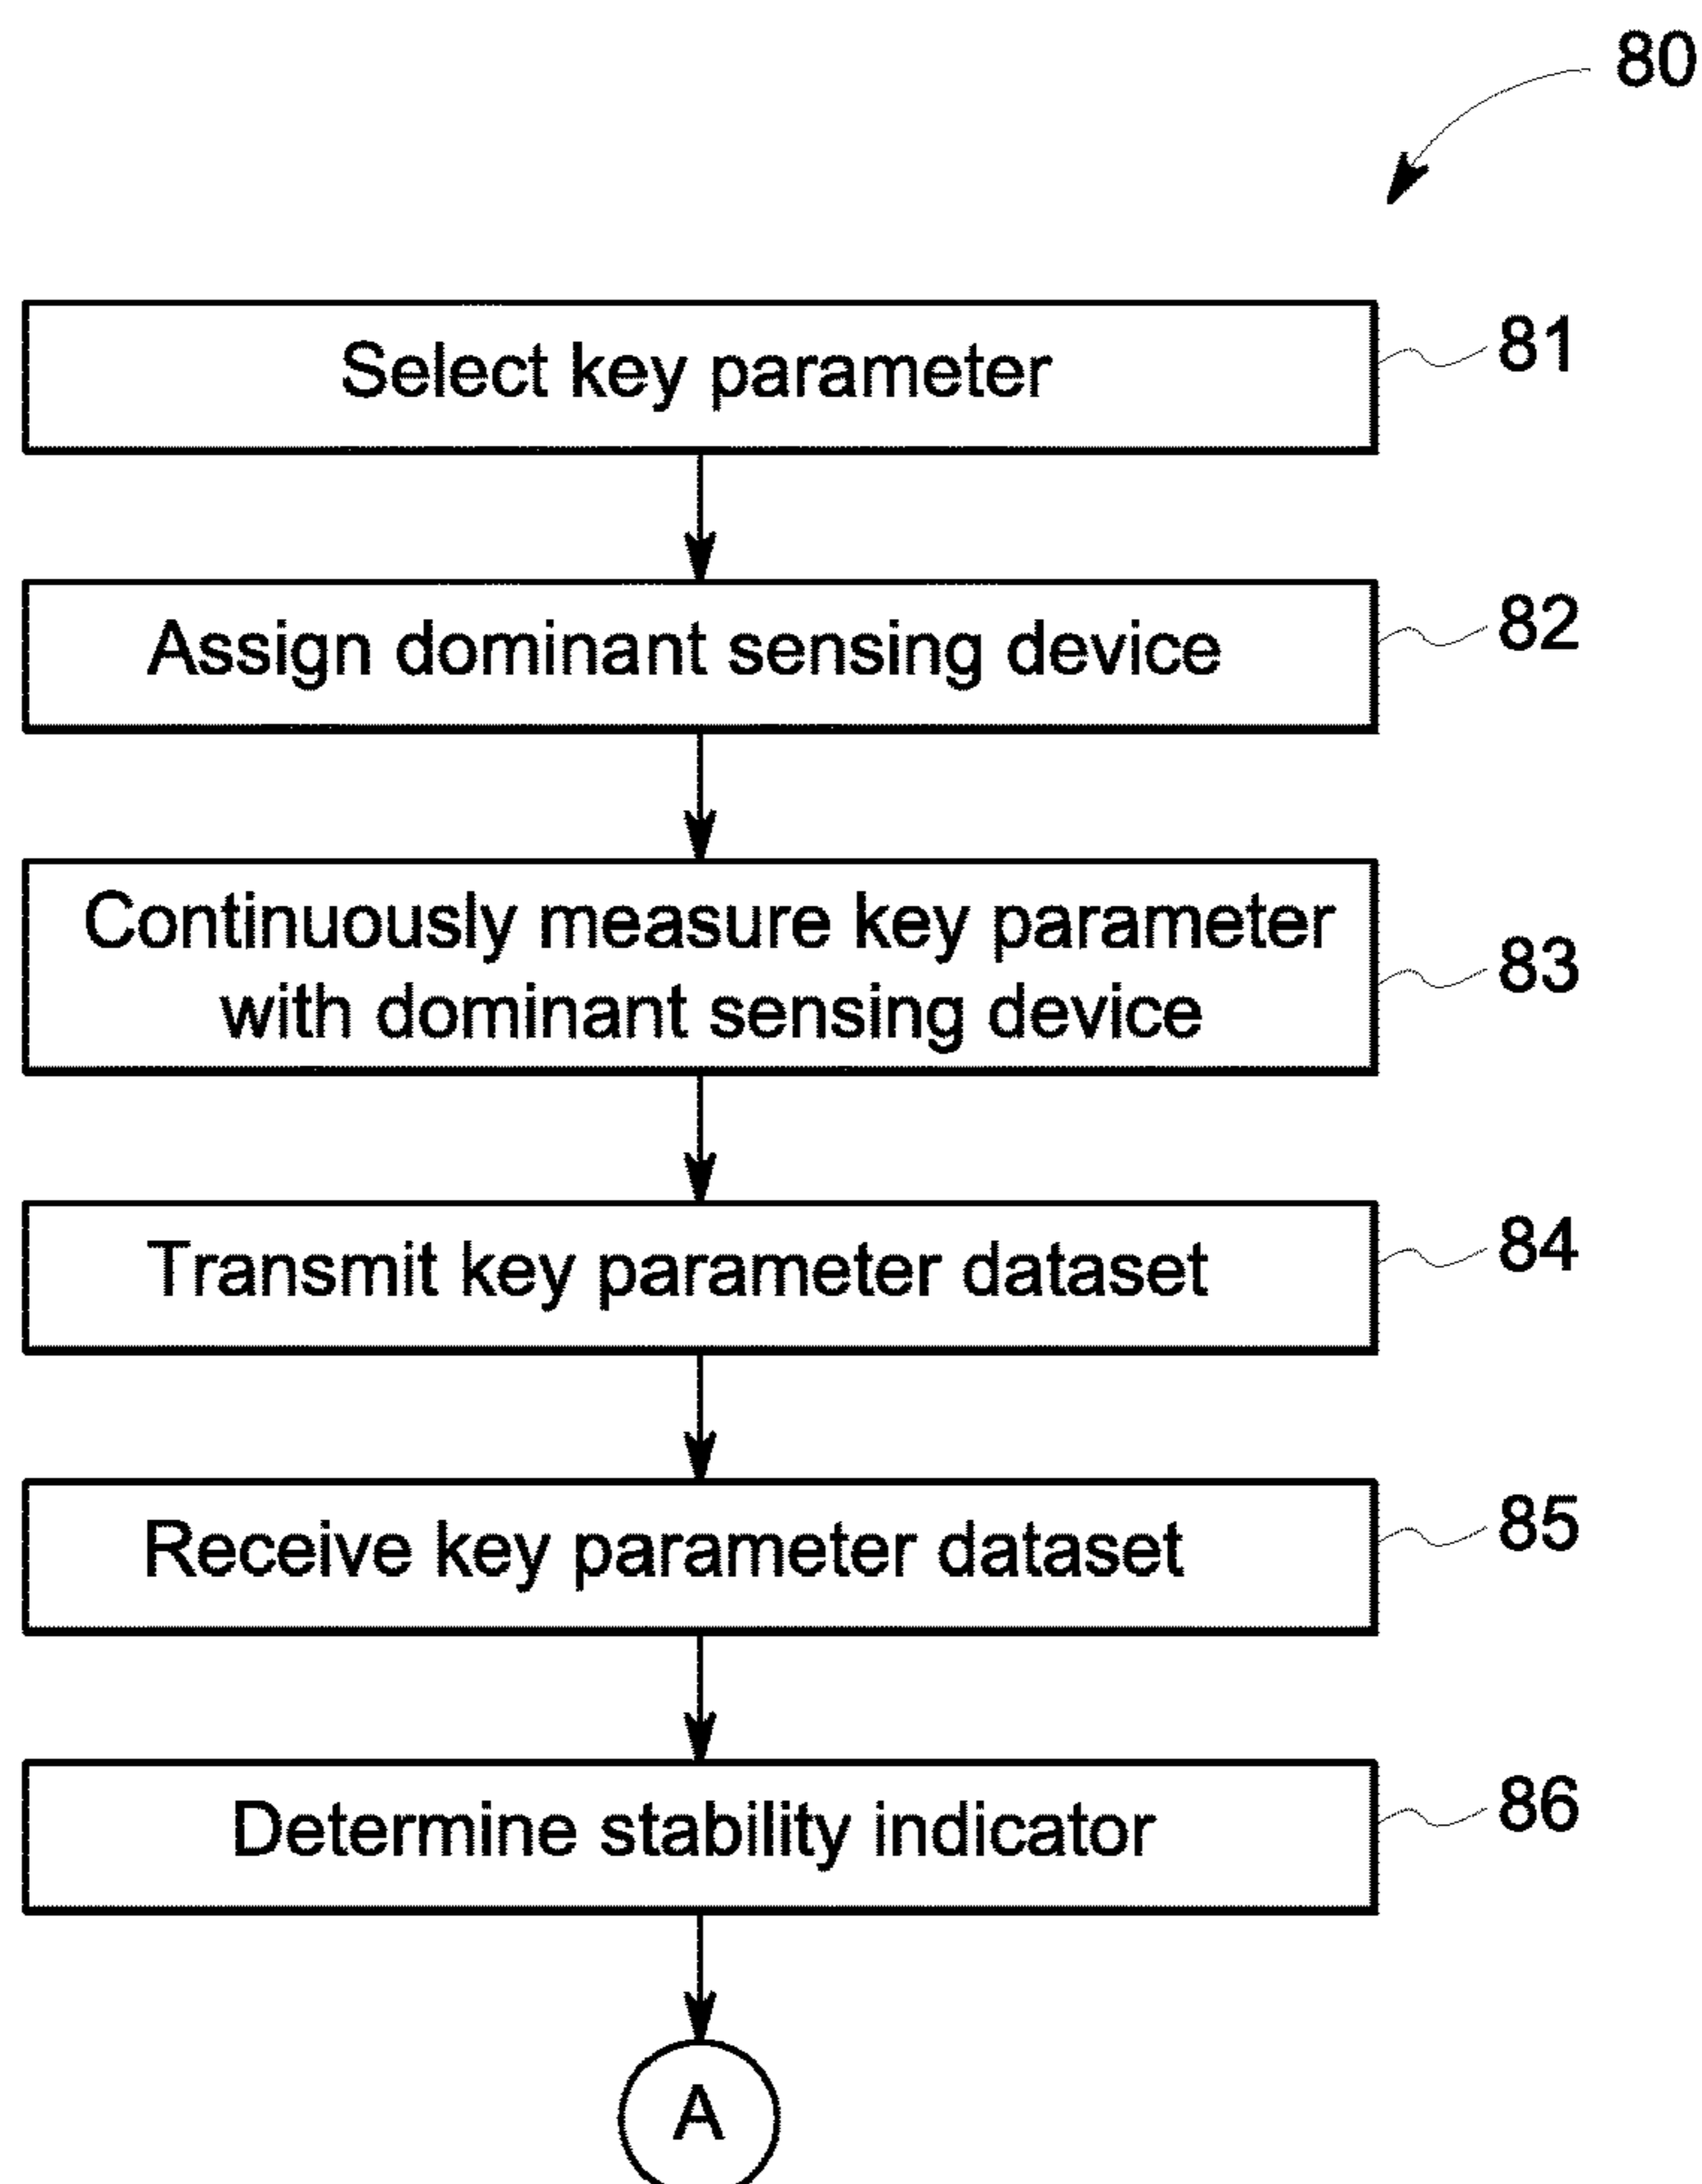 80
Select key parameter
81
Assign dominant sensing device
82
Continuously measure key parameter
with dominant sensing device
83
Transmit key parameter dataset
84
Receive key parameter dataset
85
Determine stability indicator
86
A